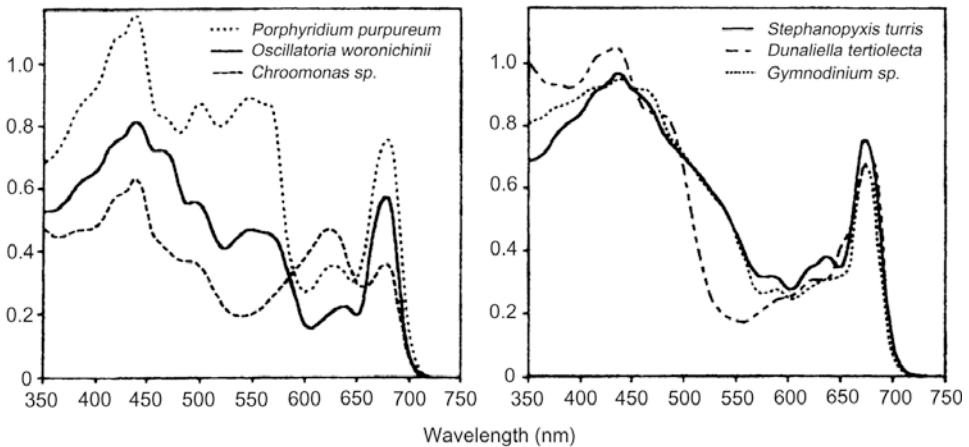 Porphyridium purpureum
Oscillatoria woronichinii
Chroomonas sp.
1.0
0.8
0.6
0.4
0.2
0
350 400 450 500 550 600 650 700 750
Stephanopyxis turris
Dunaliella tertiolecta
Gymnodinium sp.
1.0
0.8
0.6
0.4
0.2
0
350 400 450 500 550 600 650 700 750
Wavelength (nm)